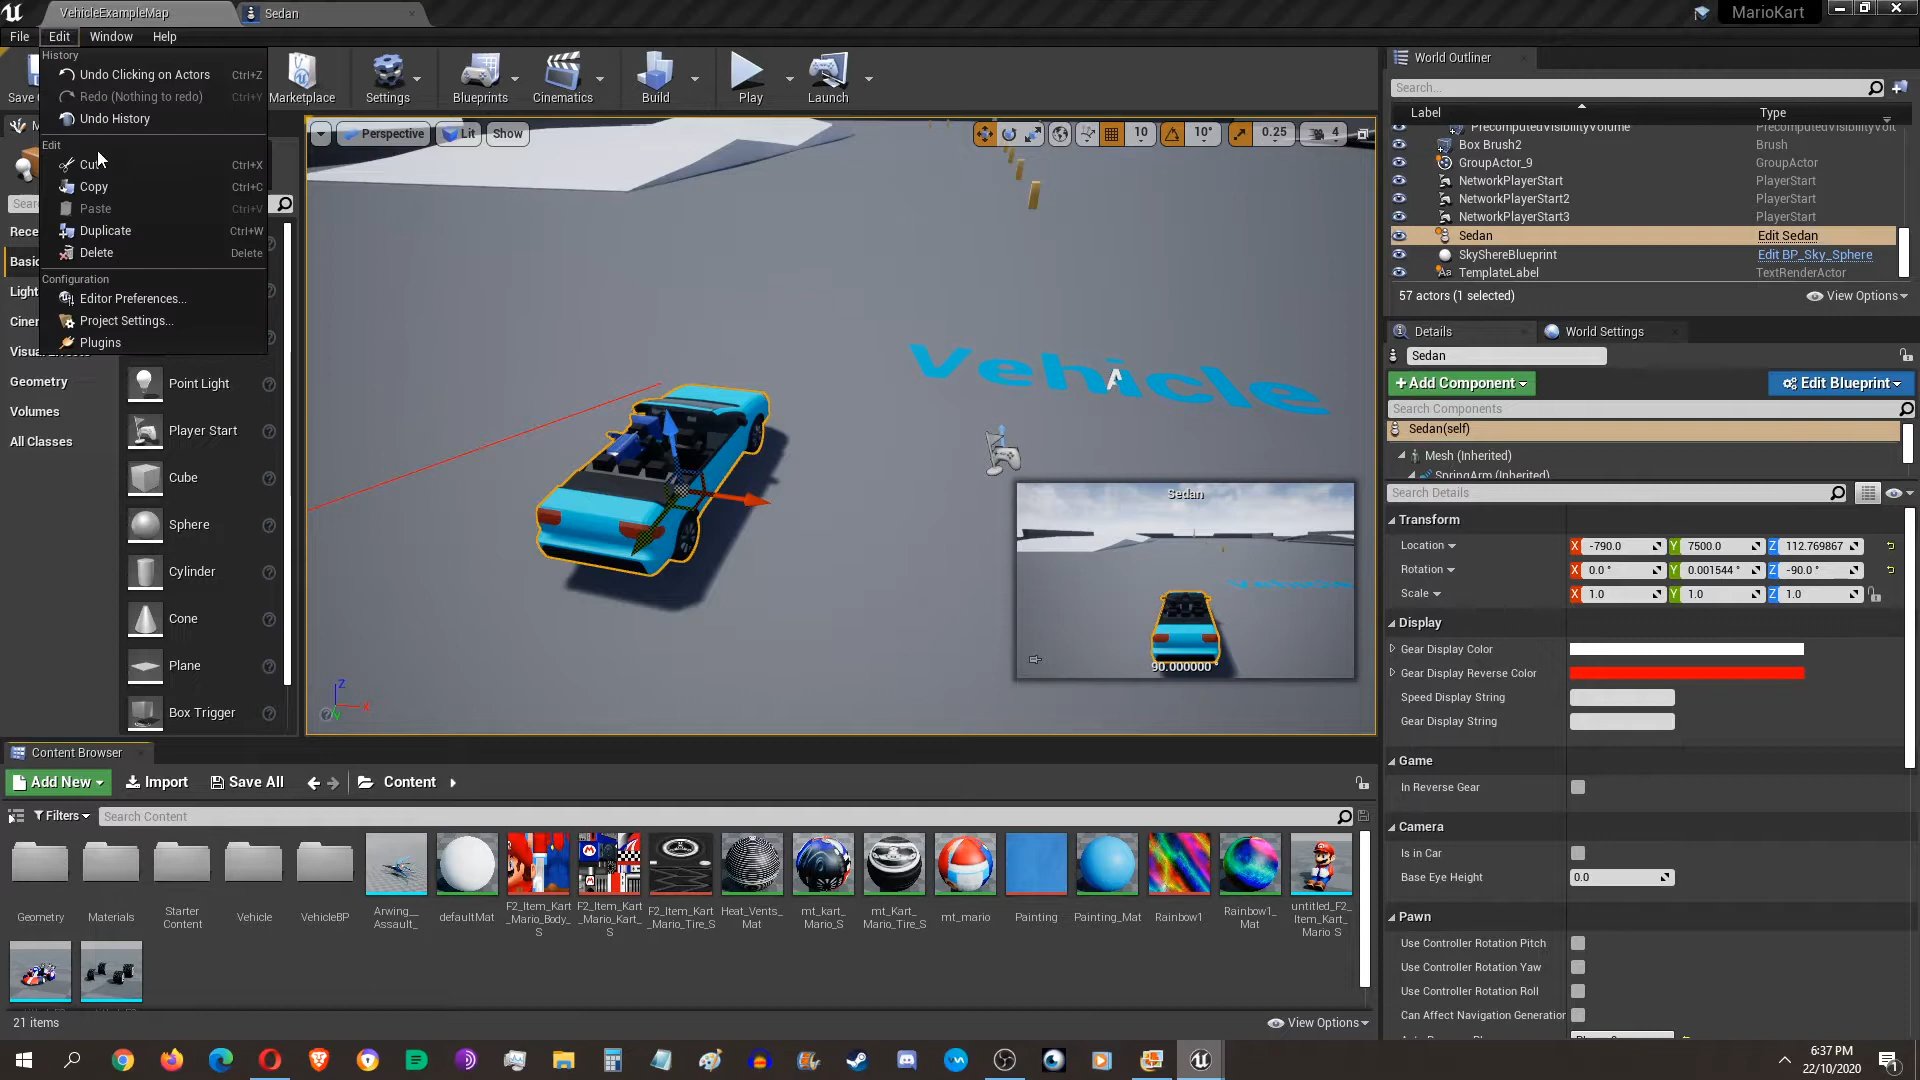 VehicleExampleMap
Sedan
MarioKart
File Edit Window Help
History
Undo Clicking on Actors Ctrl+Z
Redo (Nothing to redo) Ctrl+Y
Undo History
Edit
Cut Ctrl+X
Copy Ctrl+C
Paste Ctrl+V
Duplicate Ctrl+W
Delete Delete
Configuration
Editor Preferences...
Project Settings...
Plugins
Marketplace Settings Blueprints Cinematics Build Play Launch
Perspective Lit Show
10 10° 0.25 4
Geometry
Volumes
All Classes
Point Light
Player Start
Cube
Sphere
Cylinder
Cone
Plane
Box Trigger
Vehicle
Sedan
90.000000 °
Z
X
World Outliner
Search...
Label Type
PrecomputedVisibilityVolume
Box Brush2 Brush
GroupActor_9 GroupActor
NetworkPlayerStart PlayerStart
NetworkPlayerStart2 PlayerStart
NetworkPlayerStart3 PlayerStart
Sedan Edit Sedan
SkyShereBlueprint Edit BP_Sky_Sphere
TemplateLabel TextRenderActor
57 actors (1 selected) View Options
Details World Settings
Sedan
+Add Component Edit Blueprint
Search Components
Sedan(self)
Mesh (Inherited)
SpringArm (Inherited)
Search Details
Transform
Location X -790.0 Y 7500.0 Z 112.769867
Rotation X 0.0 ° Y 0.001544 ° Z -90.0 °
Scale X 1.0 Y 1.0 Z 1.0
Display
Gear Display Color
Gear Display Reverse Color
Speed Display String
Gear Display String
Game
In Reverse Gear
Camera
Is in Car
Base Eye Height 0.0
Pawn
Use Controller Rotation Pitch
Use Controller Rotation Yaw
Use Controller Rotation Roll
Can Affect Navigation Generation
Content Browser
Add New Import Save All Content
Filters Search Content
Geometry
Materials
Starter
Content
Vehicle
VehicleBP
Arwing__
Assault_
defaultMat
F2_Item_Kart
_Mario_Body_
S
F2_Item_Kart
_Mario_Kart_
S
F2_Item_Kart
_Mario_Tire_S
Heat_Vents_
Mat
mt_kart_
Mario_S
mt_Kart_
Mario_Tire_S
mt_mario
Painting
Painting_Mat
Rainbow1
Rainbow1_
Mat
untitled_F2_
Item_Kart_
Mario S
21 items View Options
6:37 PM
22/10/2020
1